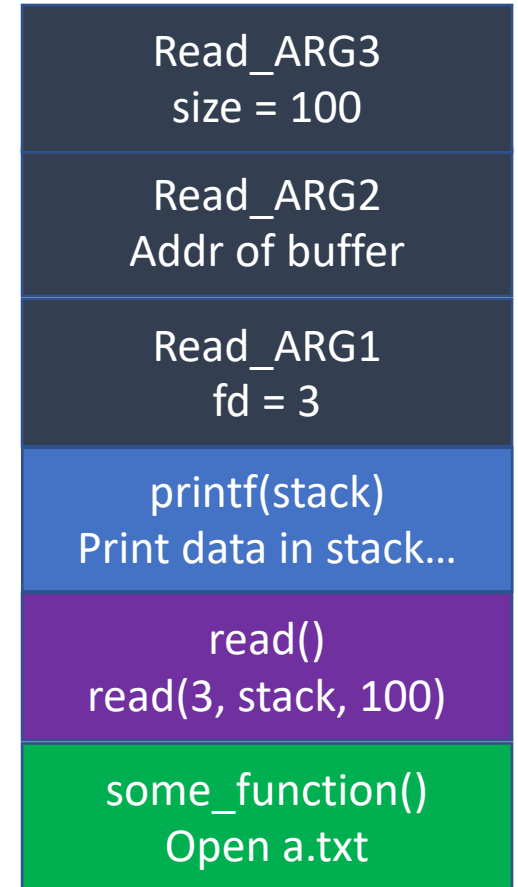 Read_ARG3
size = 100
Read_ARG2
Addr of buffer
Read_ARG1
fd = 3
printf(stack)
Print data in stack…
read()
read(3, stack, 100)
some_function()
Open a.txt